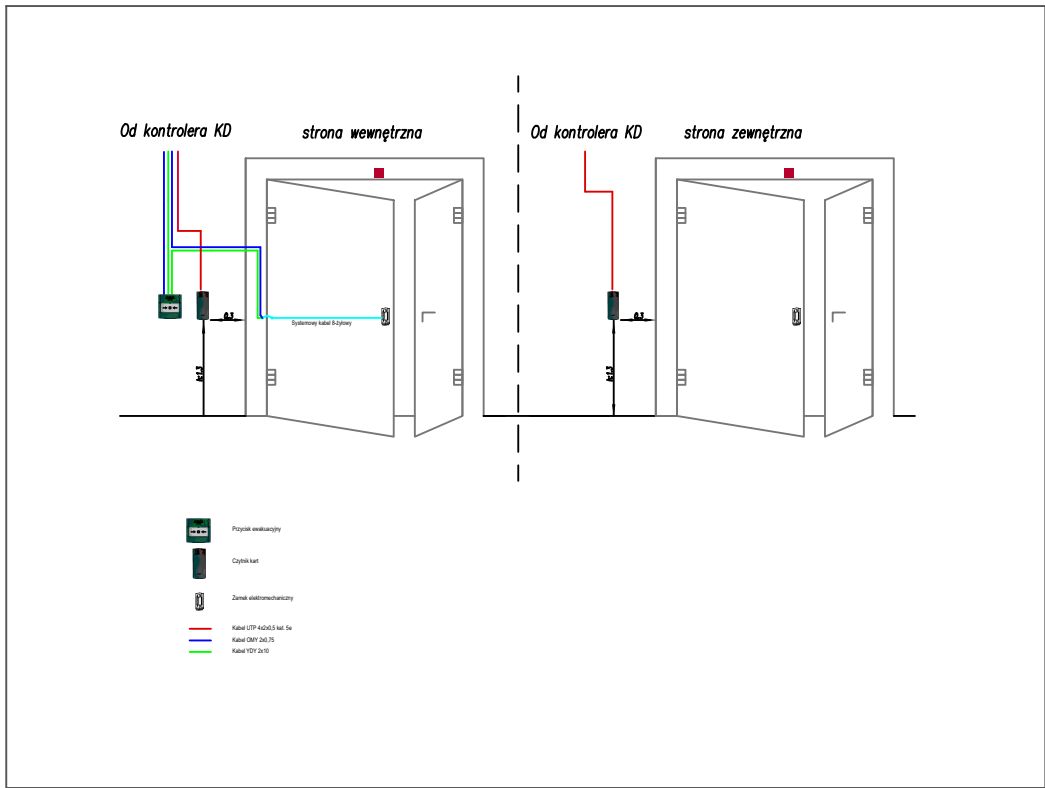 Od kontrolera KD
strona wewnętrzna
Od kontrolera KD
strona zewnętrzna
0.3
Systemowy kabel 8-żyłowy
h=1.3
0.3
h=1.3
Przycisk ewakuacyjny
Czytnik kart
Zamek elektromechaniczny
Kabel UTP 4x2x0,5 kat. 5e
Kabel OMY 2x0,75
Kabel YDY 2x10